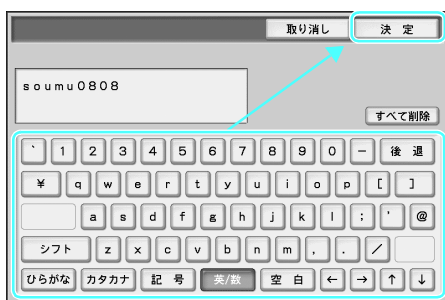 取り消し 決 定
soumu0808
すべて削除
` 1 2 3 4 5 6 7 8 9 0 － 後 退
¥ q w e r t y u i o p [ ]
a s d f g h j k l ; ' @
シフト z x c v b n m , . /
ひらがな カタカナ 記 号 英/数 空 白 ← → ↑ ↓